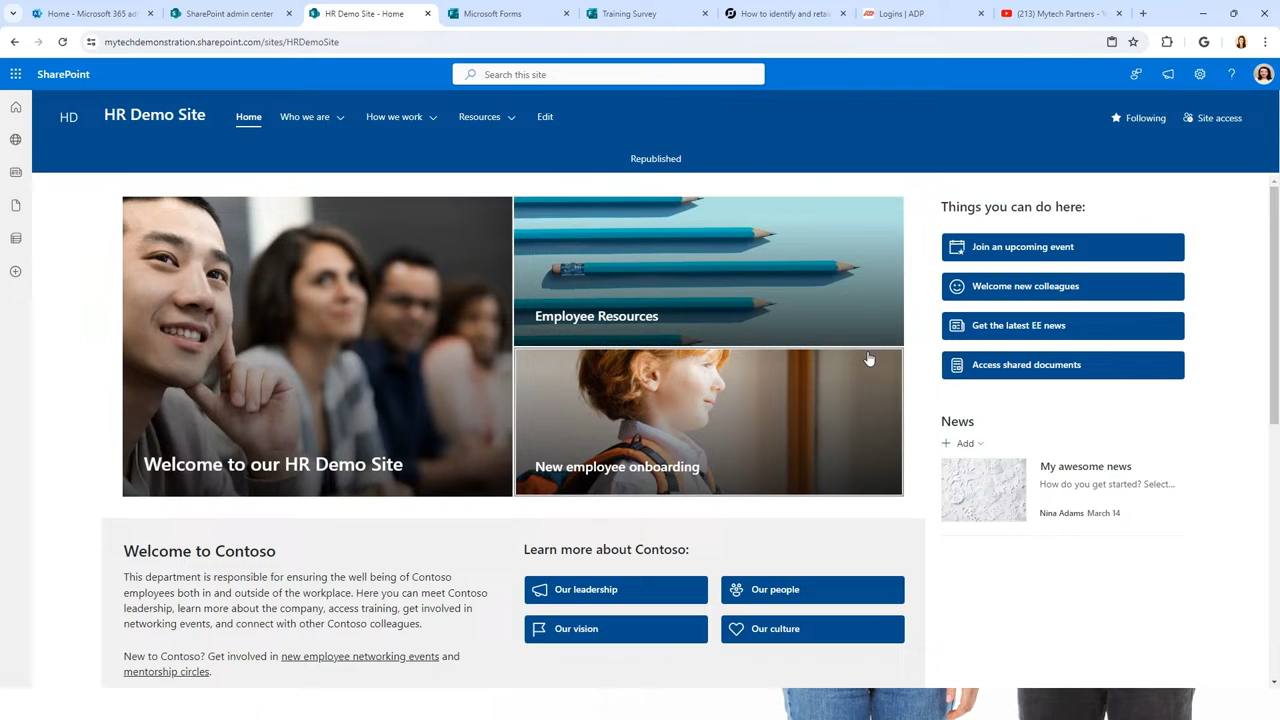 Home - Microsoft 365 ad
SharePoint admin center
HR Demo Site - Home
Microsoft Forms
Training Survey
How to identify and reta
Logins | ADP
(213) Mytech Partners -
mytechdemonstration.sharepoint.com/sites/HRDemoSite
SharePoint
Search this site
HD
HR Demo Site
Home
Who we are
How we work
Resources
Edit
Following
Site access
Republished
Welcome to our HR Demo Site
Employee Resources
New employee onboarding
Things you can do here:
Join an upcoming event
Welcome new colleagues
Get the latest EE news
Access shared documents
News
+ Add
My awesome news
How do you get started? Select...
Nina Adams March 14
Welcome to Contoso
This department is responsible for ensuring the well being of Contoso
employees both in and outside of the workplace. Here you can meet Contoso
leadership, learn more about the company, access training, get involved in
networking events, and connect with other Contoso colleagues.
New to Contoso? Get involved in new employee networking events and
mentorship circles.
Learn more about Contoso:
Our leadership
Our people
Our vision
Our culture